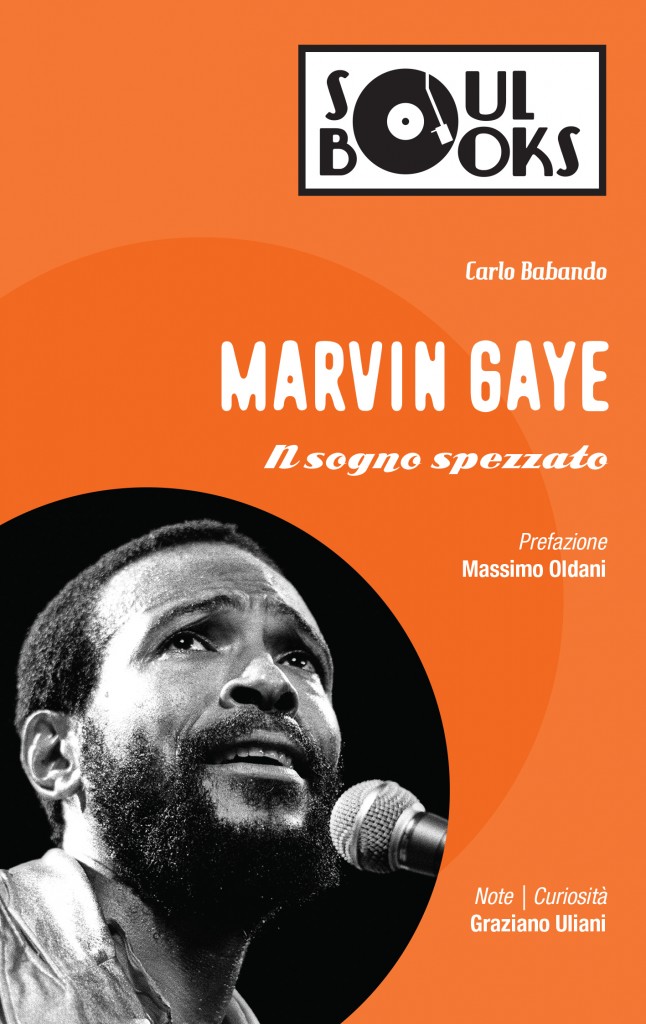 SOUL
BOOKS
Carlo Babando
MARVIN GAYE
Il sogno spezzato
Prefazione
Massimo Oldani
Note | Curiosità
Graziano Uliani